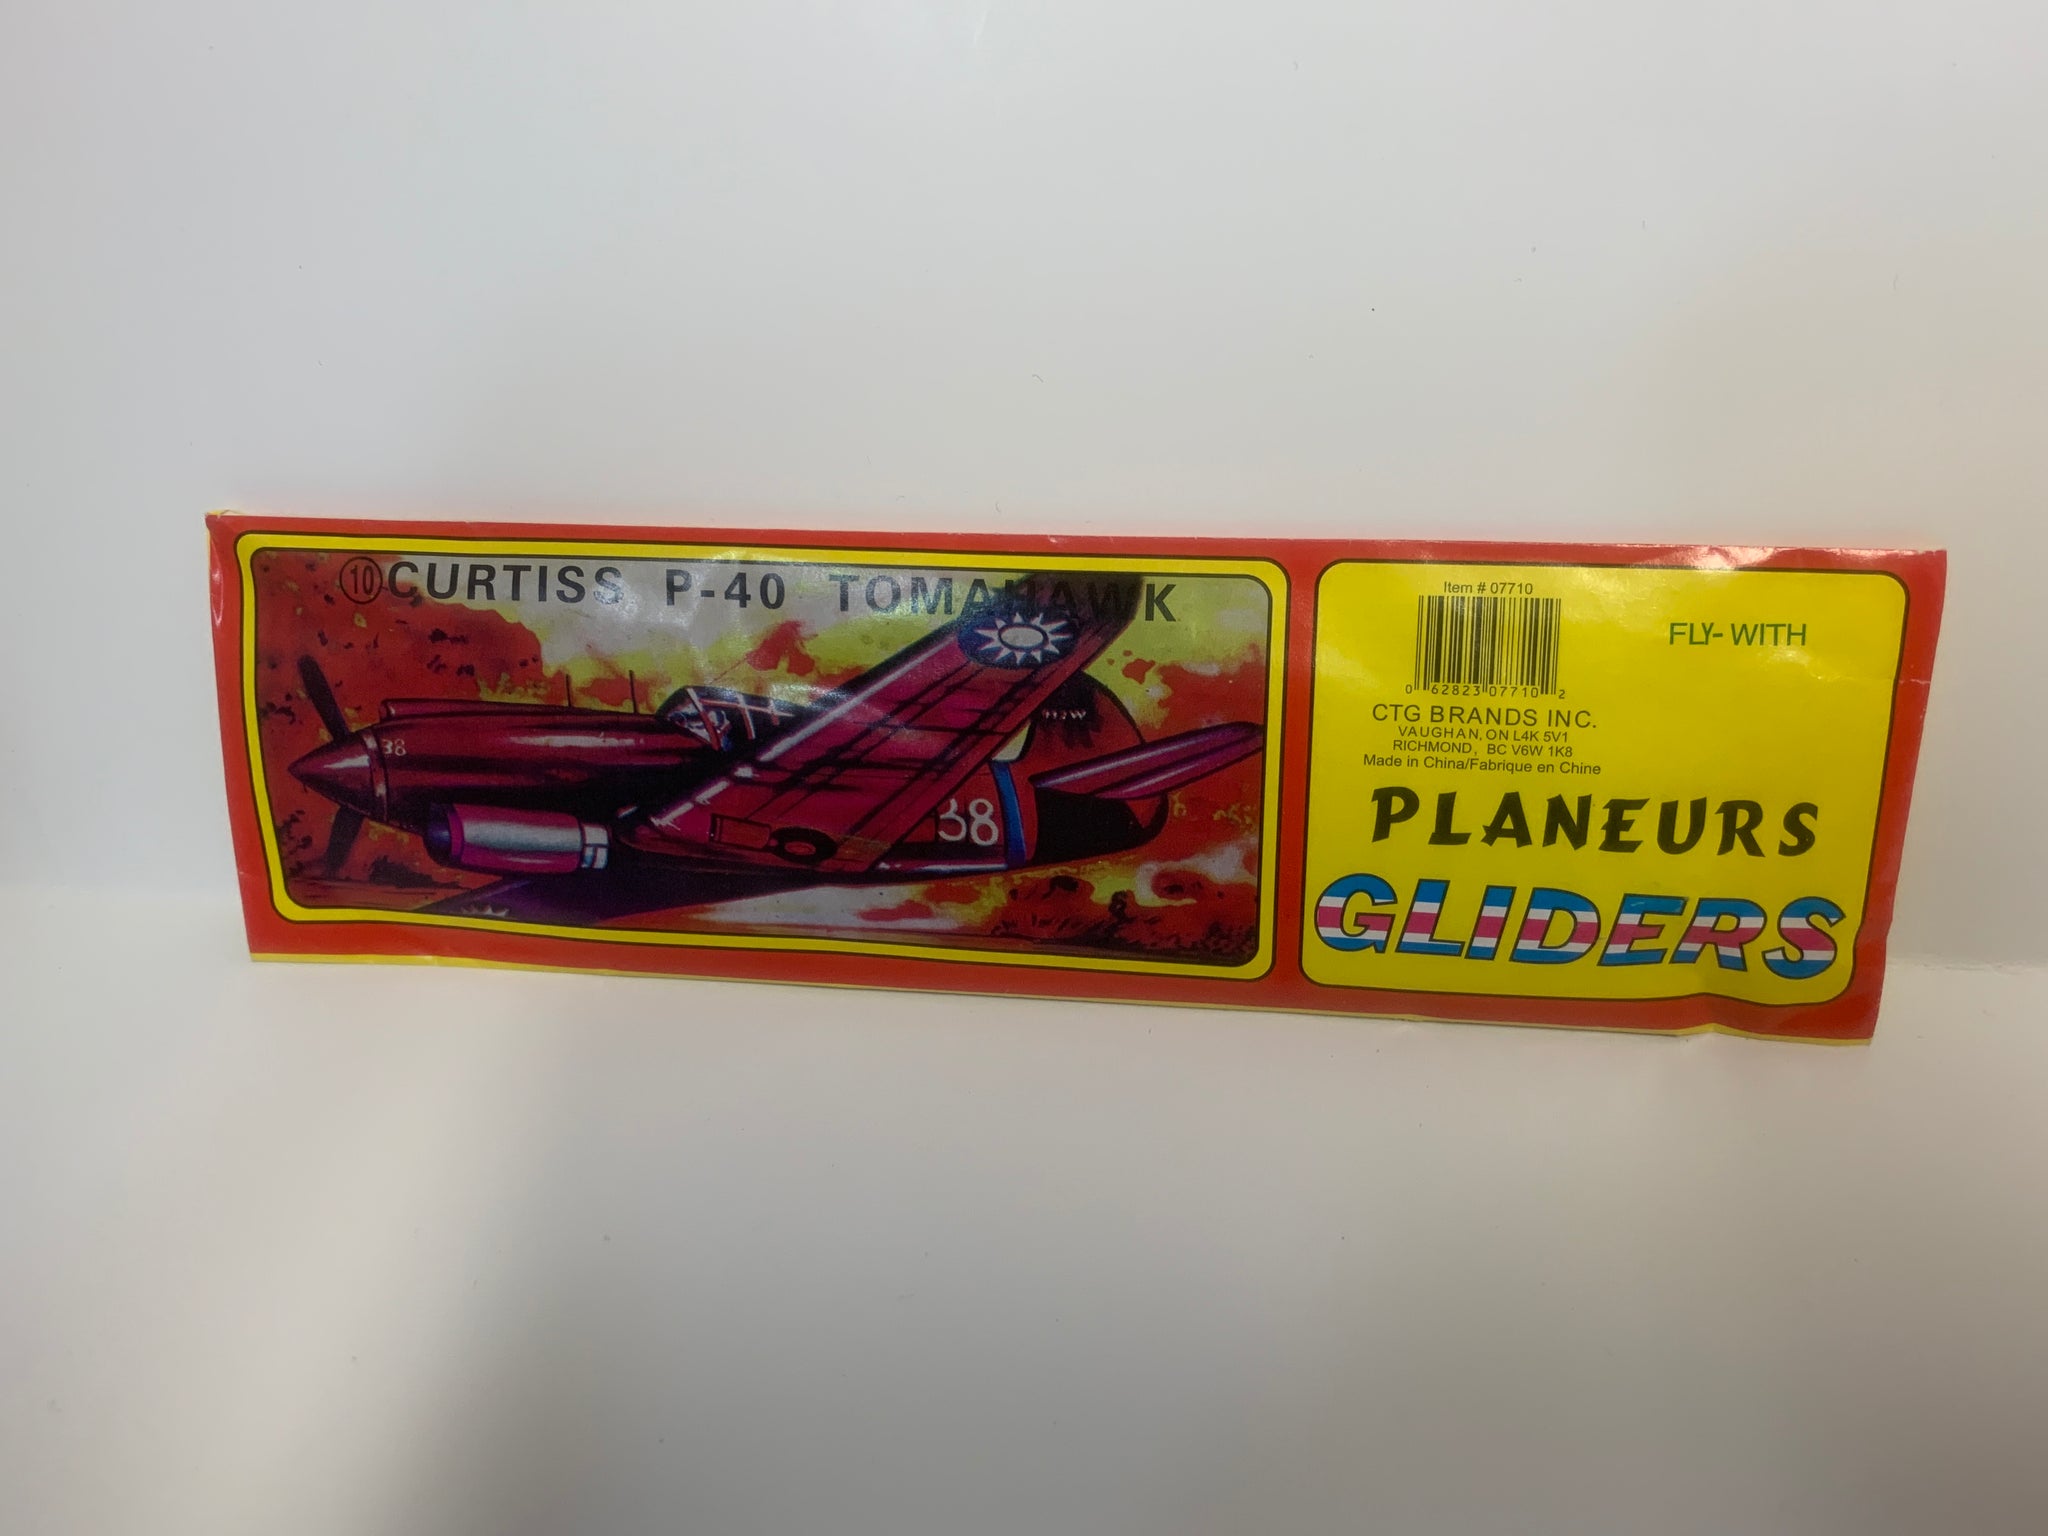 ⑩CURTISS P-40 TOMAHAWK
38
38
Item # 07710
0 62823 07710 2
FLY-WITH
CTG BRANDS INC.
VAUGHAN, ON L4K 5V1
RICHMOND, BC V6W 1K8
Made in China/Fabrique en Chine
PLANEURS
GLIDERS